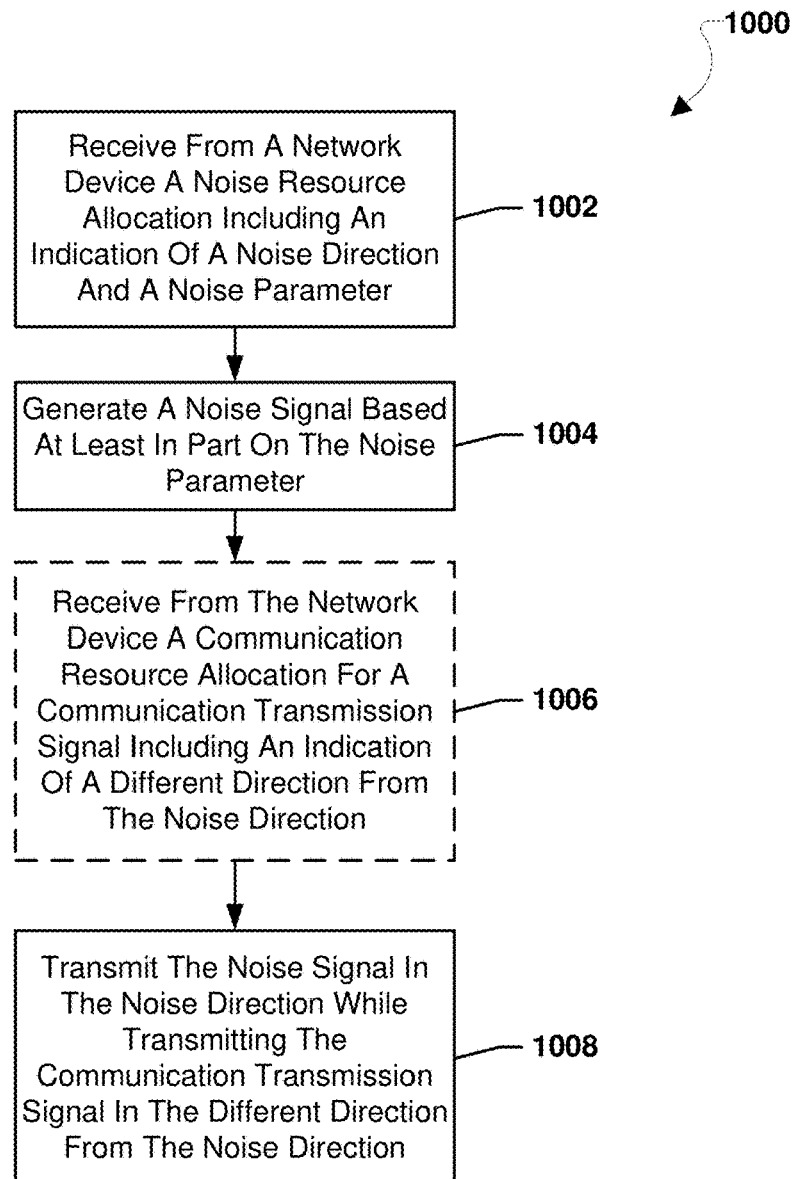 1000
Receive From A Network
Device A Noise Resource
Allocation Including An
Indication Of A Noise Direction
And A Noise Parameter
1002
Generate A Noise Signal Based
At Least In Part On The Noise
Parameter
1004
Receive From The Network
Device A Communication
Resource Allocation For A
Communication Transmission
Signal Including An Indication
Of A Different Direction From
The Noise Direction
1006
Transmit The Noise Signal In
The Noise Direction While
Transmitting The
Communication Transmission
Signal In The Different Direction
From The Noise Direction
1008